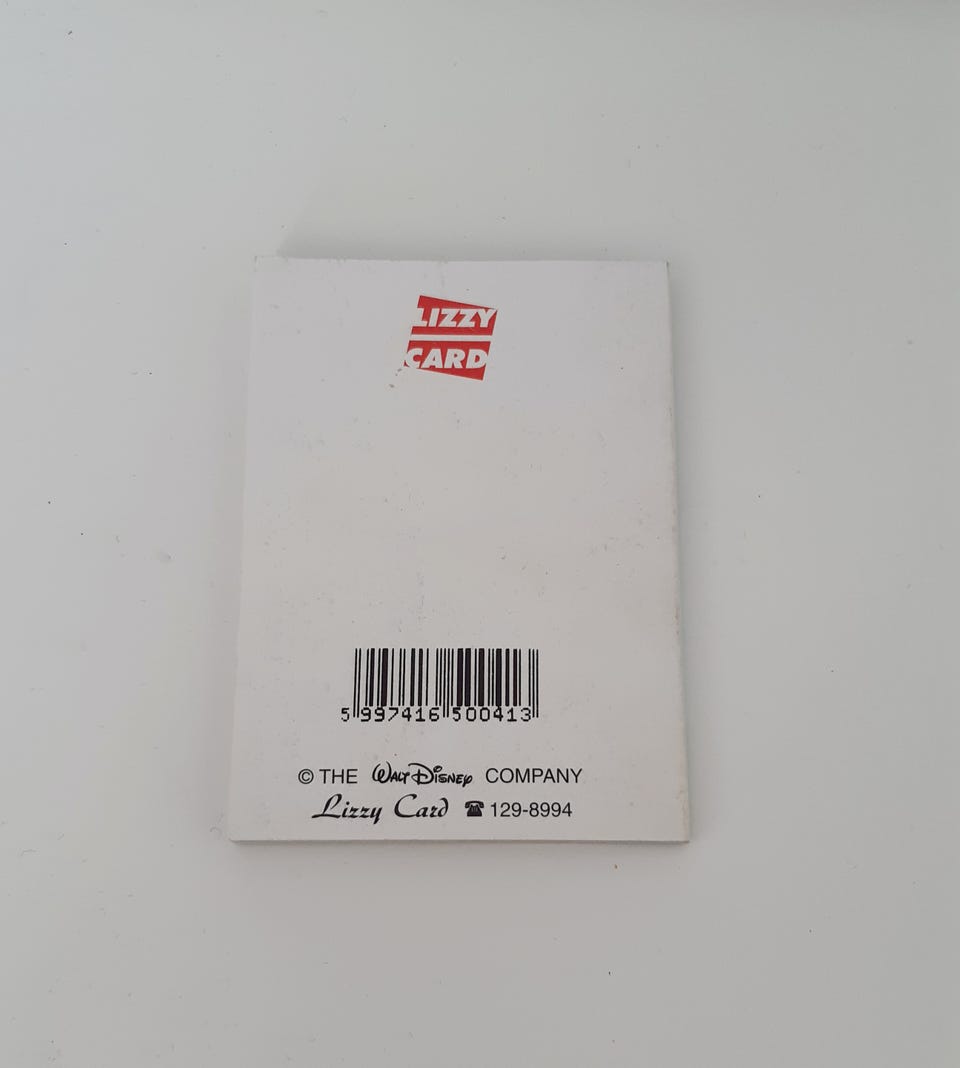 LIZZY
CARD
5 997416 500413
© THE WALT DISNEY COMPANY
Lizzy Card ☎ 129-8994